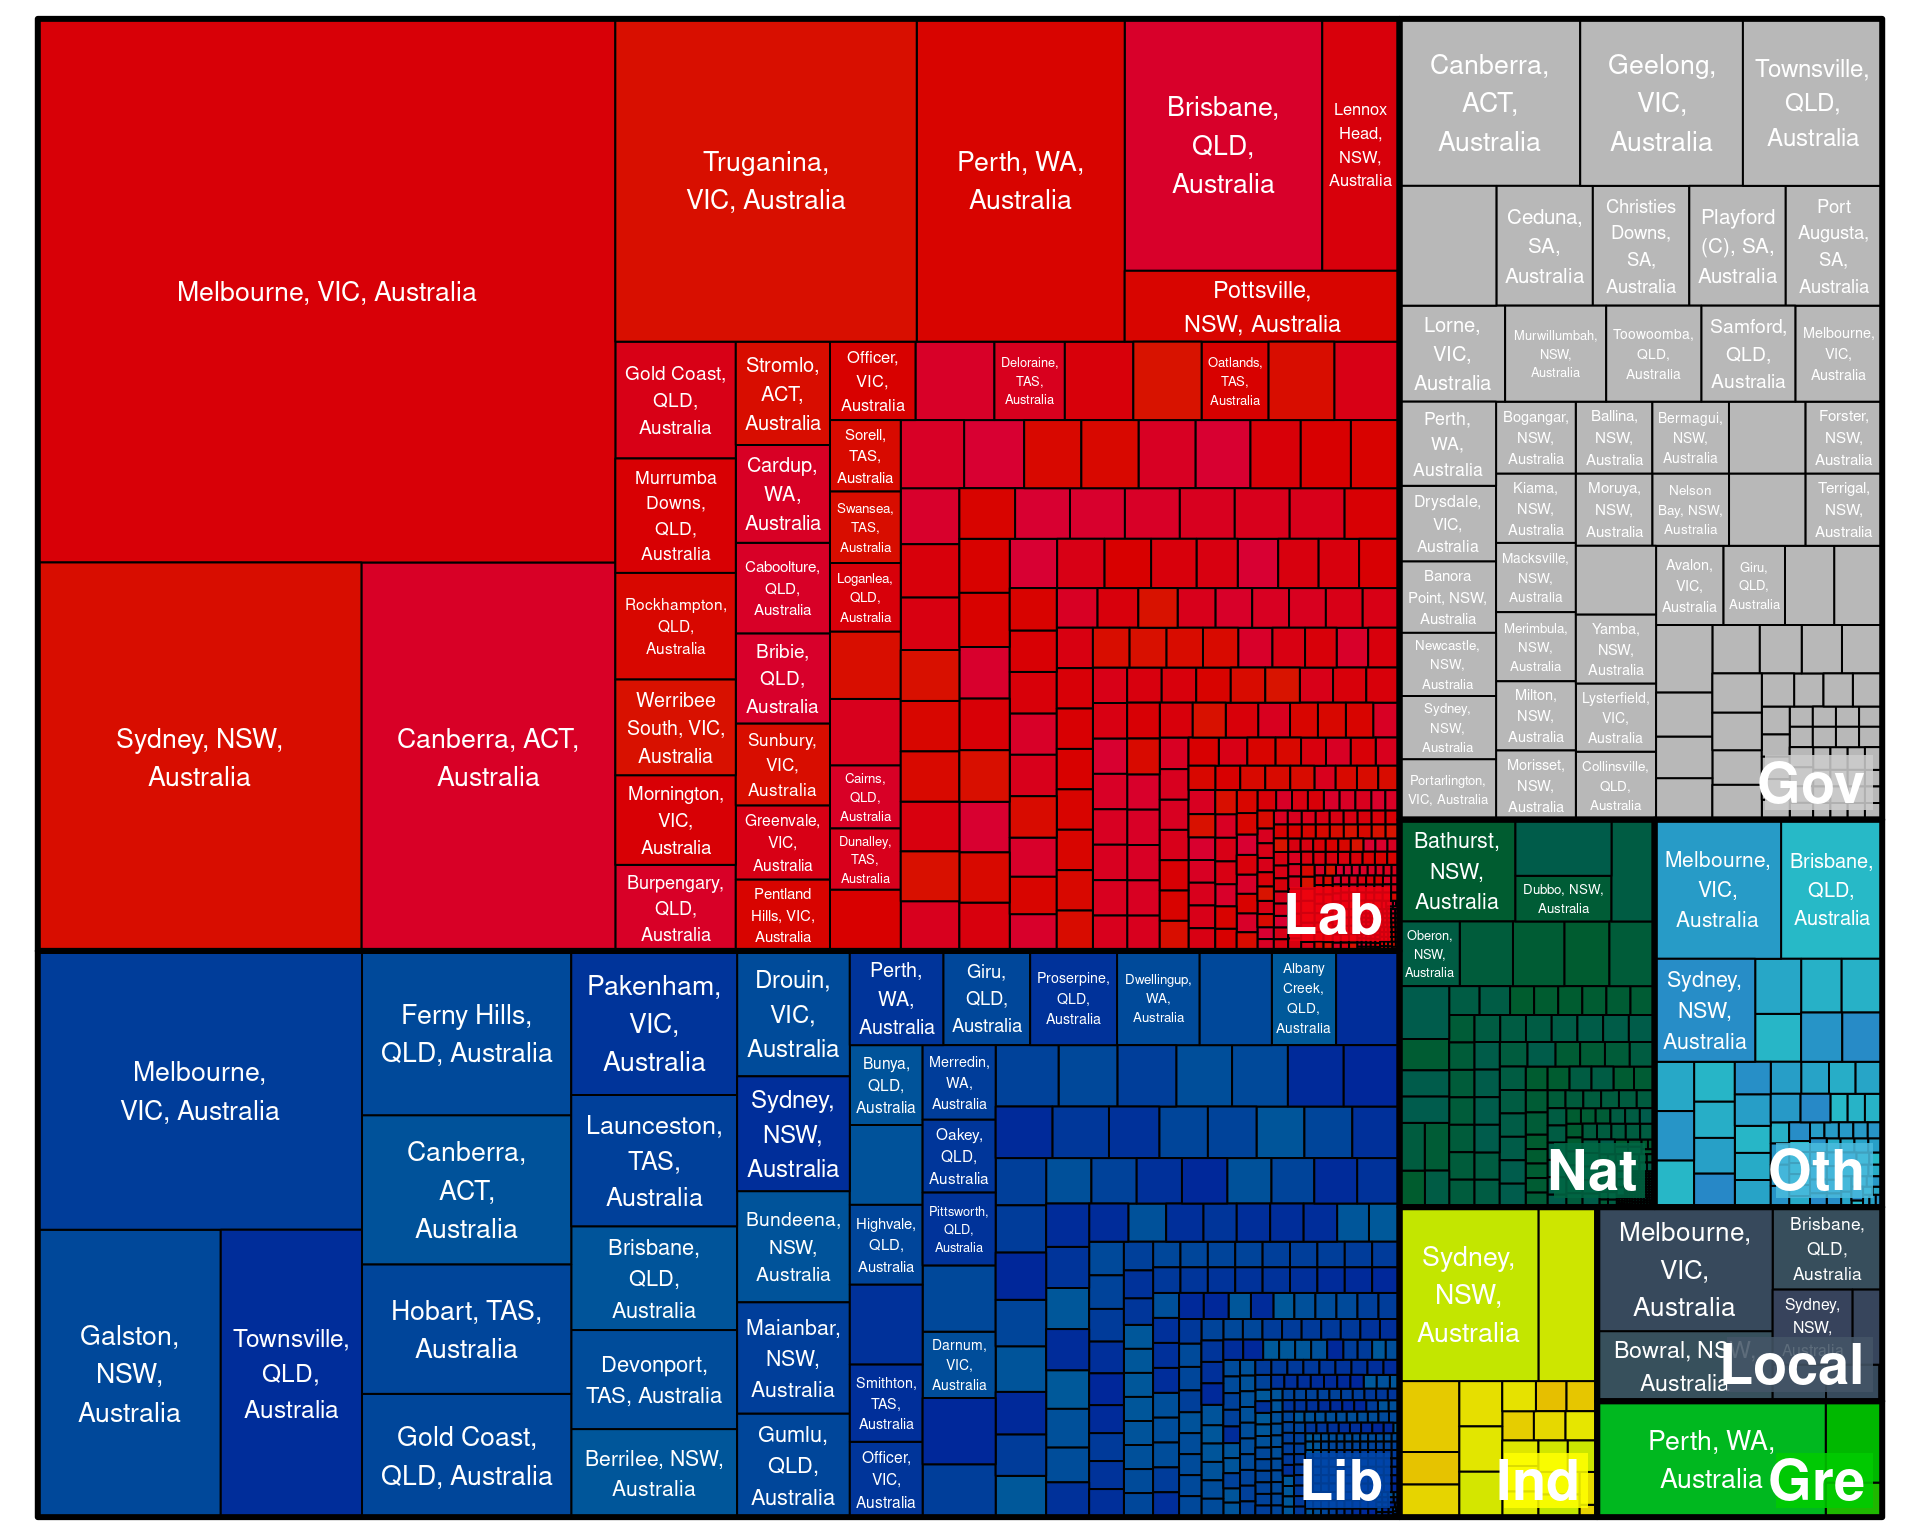 Melbourne, VIC, Australia
Sydney, NSW,
Australia
Canberra, ACT,
Australia
Truganina,
VIC, Australia
Perth, WA,
Australia
Brisbane,
QLD,
Australia
Lennox
Head,
NSW,
Australia
Pottsville,
NSW, Australia
Gold Coast,
QLD,
Australia
Murrumba
Downs,
QLD,
Australia
Rockhampton,
QLD,
Australia
Werribee
South, VIC,
Australia
Mornington,
VIC,
Australia
Burpengary,
QLD,
Australia
Stromlo,
ACT,
Australia
Cardup,
WA,
Australia
Caboolture,
QLD,
Australia
Bribie,
QLD,
Australia
Sunbury,
VIC,
Australia
Greenvale,
VIC,
Australia
Pentland
Hills, VIC,
Australia
Officer,
VIC,
Australia
Deloraine,
TAS,
Australia
Oatlands,
TAS,
Australia
Sorell,
TAS,
Australia
Swansea,
TAS,
Australia
Loganlea,
QLD,
Australia
Cairns,
QLD,
Australia
Dunalley,
TAS,
Australia
Lab
Melbourne,
VIC, Australia
Galston,
NSW,
Australia
Townsville,
QLD,
Australia
Ferny Hills,
QLD, Australia
Canberra,
ACT,
Australia
Hobart, TAS,
Australia
Gold Coast,
QLD, Australia
Pakenham,
VIC,
Australia
Launceston,
TAS,
Australia
Brisbane,
QLD,
Australia
Devonport,
TAS, Australia
Berrilee, NSW,
Australia
Drouin,
VIC,
Australia
Sydney,
NSW,
Australia
Bundeena,
NSW,
Australia
Maianbar,
NSW,
Australia
Gumlu,
QLD,
Australia
Perth,
WA,
Australia
Giru,
QLD,
Australia
Proserpine,
QLD,
Australia
Dwellingup,
WA,
Australia
Albany
Creek,
QLD,
Australia
Bunya,
QLD,
Australia
Highvale,
QLD,
Australia
Smithton,
TAS,
Australia
Officer,
VIC,
Australia
Merredin,
WA,
Australia
Oakey,
QLD,
Australia
Pittsworth,
QLD,
Australia
Darnum,
VIC,
Australia
Lib
Canberra,
ACT,
Australia
Geelong,
VIC,
Australia
Townsville,
QLD,
Australia
Ceduna,
SA,
Australia
Christies
Downs,
SA,
Australia
Playford
(C), SA,
Australia
Port
Augusta,
SA,
Australia
Lorne,
VIC,
Australia
Murwillumbah,
NSW,
Australia
Toowoomba,
QLD,
Australia
Samford,
QLD,
Australia
Melbourne,
VIC,
Australia
Perth,
WA,
Australia
Drysdale,
VIC,
Australia
Banora
Point, NSW,
Australia
Newcastle,
NSW,
Australia
Sydney,
NSW,
Australia
Portarlington,
VIC, Australia
Bogangar,
NSW,
Australia
Kiama,
NSW,
Australia
Macksville,
NSW,
Australia
Merimbula,
NSW,
Australia
Milton,
NSW,
Australia
Morisset,
NSW,
Australia
Ballina,
NSW,
Australia
Moruya,
NSW,
Australia
Yamba,
NSW,
Australia
Lysterfield,
VIC,
Australia
Collinsville,
QLD,
Australia
Bermagui,
NSW,
Australia
Nelson
Bay, NSW,
Australia
Forster,
NSW,
Australia
Terrigal,
NSW,
Australia
Avalon,
VIC,
Australia
Giru,
QLD,
Australia
Gov
Bathurst,
NSW,
Australia
Dubbo, NSW,
Australia
Oberon,
NSW,
Australia
Nat
Melbourne,
VIC,
Australia
Brisbane,
QLD,
Australia
Sydney,
NSW,
Australia
Oth
Sydney,
NSW,
Australia
Ind
Melbourne,
VIC,
Australia
Brisbane,
QLD,
Australia
Sydney,
NSW,
Australia
Bowral, NSW,
Australia
Local
Perth, WA,
Australia
Gre